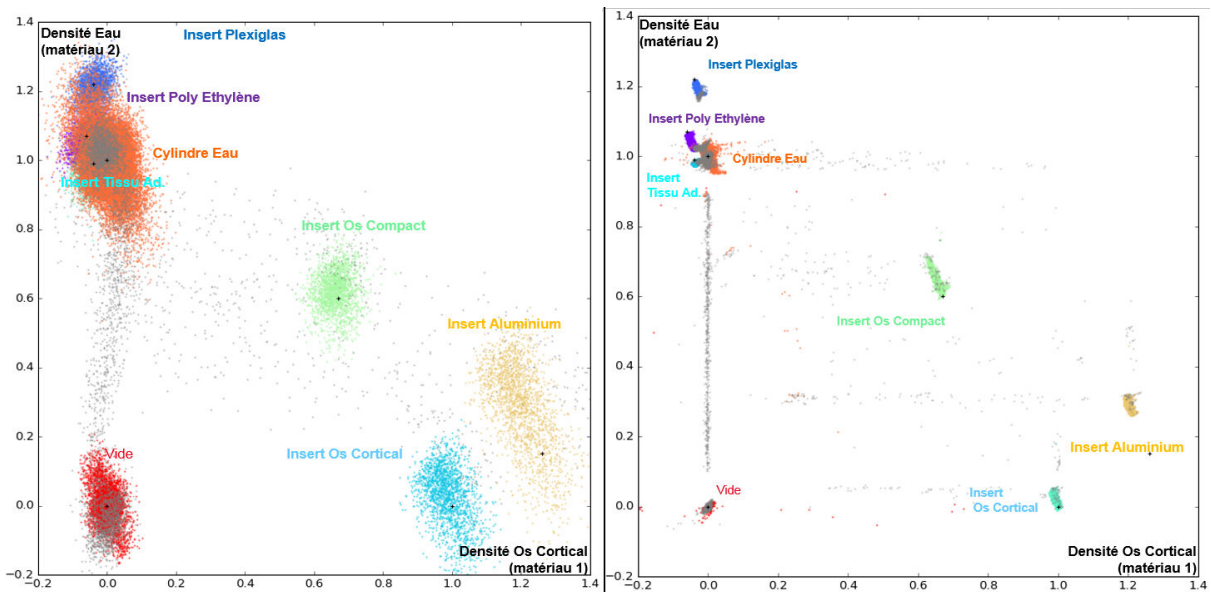 1.4
Densité Eau
(matériau 2)
Insert Plexiglas
1.2
Insert Poly Ethylène
Cylindre Eau
1.0
Insert Tissu Ad.
0.8
Insert Os Compact
0.6
Insert Aluminium
0.4
0.2
Vide
Insert Os Cortical
0.0
Densité Os Cortical
(matériau 1)
−0.2
−0.2 0.0 0.2 0.4 0.6 0.8 1.0 1.2 1.4
1.4
Densité Eau
(matériau 2)
1.2
Insert Plexiglas
Insert Poly Ethylène
1.0
Cylindre Eau
Insert
Tissu Ad.
0.8
0.6
Insert Os Compact
0.4
0.2
Insert Aluminium
Vide
Insert
Os Cortical
0.0
Densité Os Cortical
(matériau 1)
−0.2
−0.2 0.0 0.2 0.4 0.6 0.8 1.0 1.2 1.4